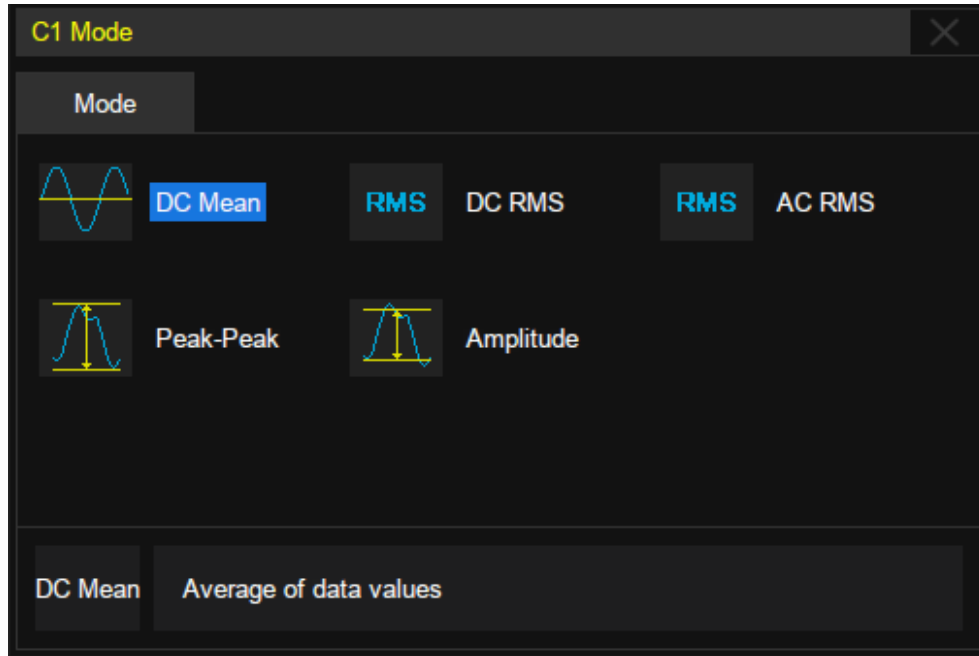 C1 Mode
Mode
DC Mean
RMS DC RMS
RMS AC RMS
Peak-Peak
Amplitude
DC Mean
Average of data values